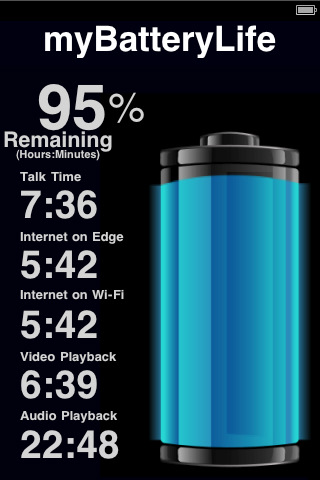 myBatteryLife
95%
Remaining
(Hours:Minutes)
Talk Time
7:36
Internet on Edge
5:42
Internet on Wi-Fi
5:42
Video Playback
6:39
Audio Playback
22:48